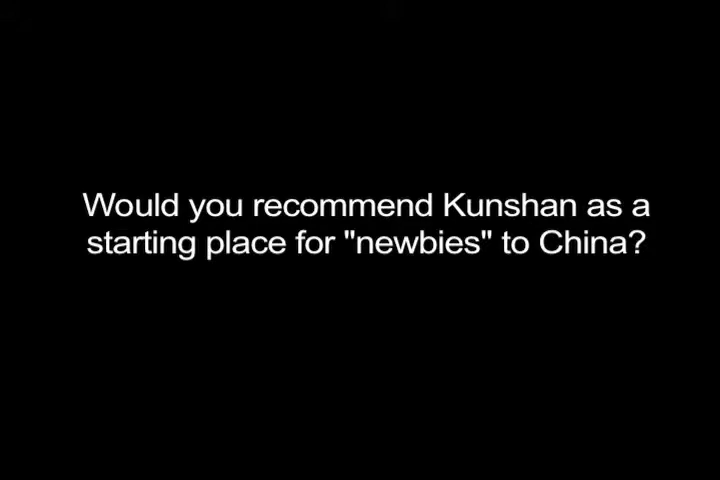 Would you recommend Kunshan as a
starting place for "newbies" to China?